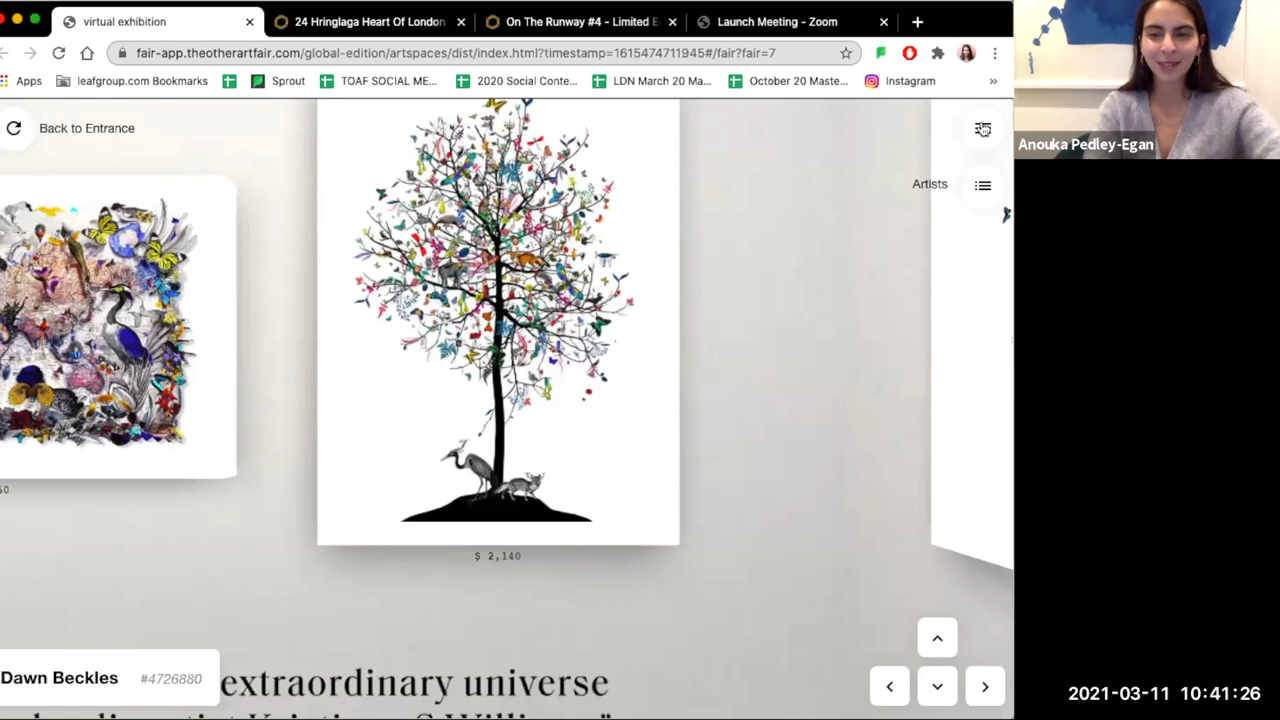 virtual exhibition
24 Hringlaga Heart Of London
On The Runway #4 - Limited E
Launch Meeting - Zoom
fair-app.theotherartfair.com/global-edition/artspaces/dist/index.html?timestamp=1615474711945#/fair?fair=7
Apps
leafgroup.com Bookmarks
Sprout
TOAF SOCIAL ME...
2020 Social Conte...
LDN March 20 Ma...
October 20 Maste...
Instagram
»
Back to Entrance
Anouka Pedley-Egan
Artists
$ 2,140
Dawn Beckles #4726880
extraordinary universe
2021-03-11 10:41:26